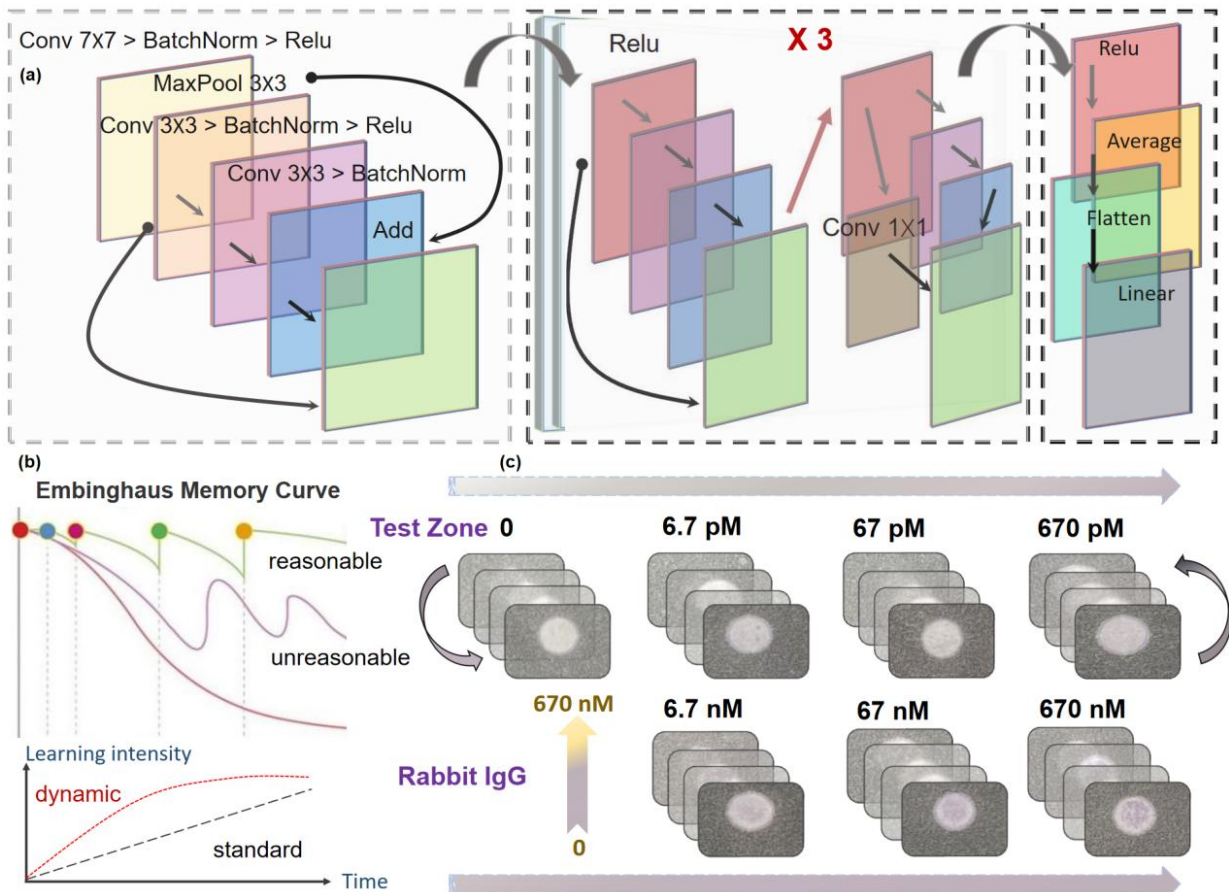 Conv 7X7 > BatchNorm > Relu
(a)
MaxPool 3X3
Conv 3X3 > BatchNorm > Relu
Conv 3X3 > BatchNorm
Add
Relu
X 3
Conv 1X1
Relu
Average
Flatten
Linear
(b)
Embinghaus Memory Curve
reasonable
unreasonable
Learning intensity
dynamic
standard
Time
(c)
Test Zone 0 6.7 pM 67 pM 670 pM
670 nM 6.7 nM 67 nM 670 nM
Rabbit IgG
0